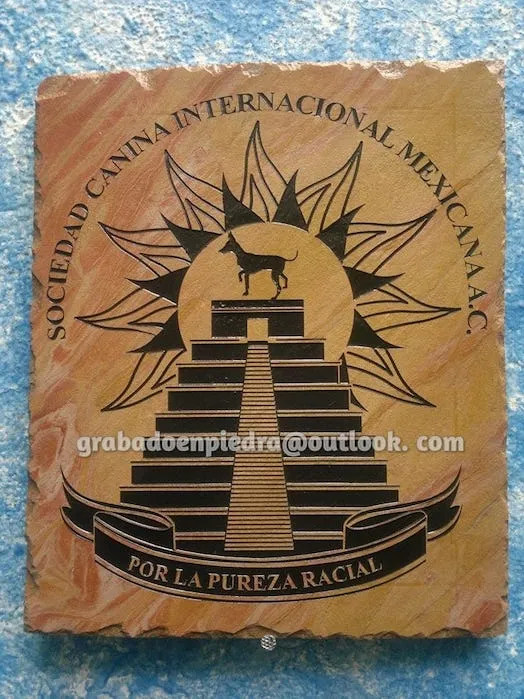 SOCIEDAD CANINA INTERNACIONAL MEXICANA A.C.
grabadoenpiedra@outlook. com
POR LA PUREZA RACIAL